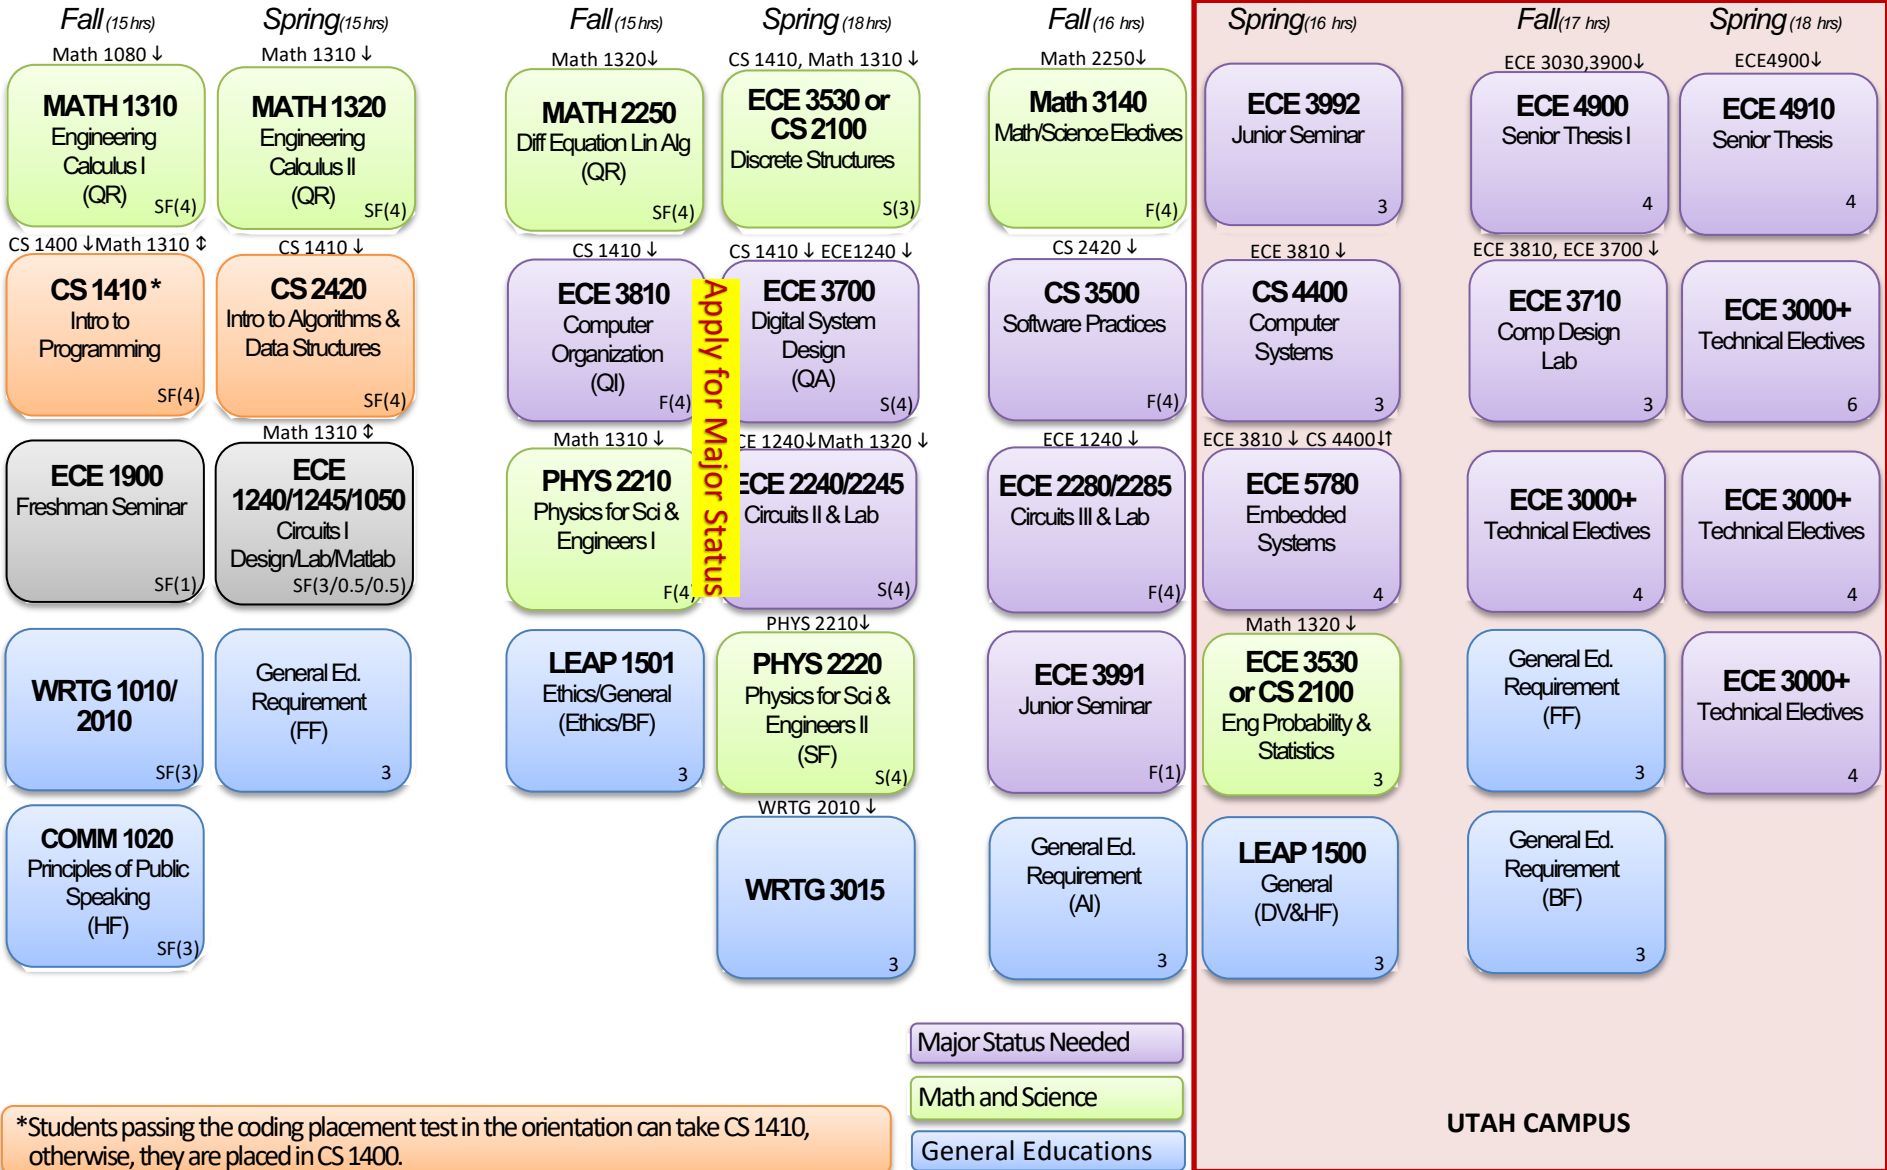 Fall (15 hrs)
Math 1080 ↓
MATH 1310
Engineering
Calculus I
(QR)
SF(4)
CS 1400 ↓Math 1310 ⇕
CS 1410 *
Intro to
Programming
SF(4)
ECE 1900
Freshman Seminar
SF(1)
WRTG 1010/
2010
SF(3)
COMM 1020
Principles of Public
Speaking
(HF)
SF(3)
Spring(15 hrs)
Math 1310 ↓
MATH 1320
Engineering
Calculus II
(QR)
SF(4)
CS 1410 ↓
CS 2420
Intro to Algorithms &
Data Structures
SF(4)
Math 1310 ⇕
ECE
1240/1245/1050
Circuits I
Design/Lab/Matlab
SF(3/0.5/0.5)
General Ed.
Requirement
(FF)
3
Fall (15 hrs)
Math 1320↓
MATH 2250
Diff Equation Lin Alg
(QR)
SF(4)
CS 1410 ↓
ECE 3810
Computer
Organization
(QI)
F(4)
Math 1310 ↓
PHYS 2210
Physics for Sci &
Engineers I
F(4)
LEAP 1501
Ethics/General
(Ethics/BF)
3
Apply for Major Status
Spring (18 hrs)
CS 1410, Math 1310 ↓
ECE 3530 or
CS 2100
Discrete Structures
S(3)
CS 1410 ↓ ECE1240 ↓
ECE 3700
Digital System
Design
(QA)
S(4)
CE 1240↓Math 1320 ↓
ECE 2240/2245
Circuits II & Lab
S(4)
PHYS 2210↓
PHYS 2220
Physics for Sci &
Engineers II
(SF)
S(4)
WRTG 2010 ↓
WRTG 3015
3
Fall (16 hrs)
Math 2250↓
Math 3140
Math/Science Electives
F(4)
CS 2420 ↓
CS 3500
Software Practices
F(4)
ECE 1240 ↓
ECE 2280/2285
Circuits III & Lab
F(4)
ECE 3991
Junior Seminar
F(1)
General Ed.
Requirement
(AI)
3
Spring(16 hrs)
ECE 3992
Junior Seminar
3
ECE 3810 ↓
CS 4400
Computer
Systems
3
ECE 3810 ↓ CS 4400↓↑
ECE 5780
Embedded
Systems
4
Math 1320 ↓
ECE 3530
or CS 2100
Eng Probability &
Statistics
3
LEAP 1500
General
(DV&HF)
3
Fall(17 hrs)
ECE 3030,3900↓
ECE 4900
Senior Thesis I
4
ECE 3810, ECE 3700 ↓
ECE 3710
Comp Design
Lab
3
ECE 3000+
Technical Electives
4
General Ed.
Requirement
(FF)
3
General Ed.
Requirement
(BF)
3
Spring (18 hrs)
ECE4900↓
ECE 4910
Senior Thesis
4
ECE 3000+
Technical Electives
6
ECE 3000+
Technical Electives
4
ECE 3000+
Technical Electives
4
Major Status Needed
Math and Science
General Educations
UTAH CAMPUS
*Students passing the coding placement test in the orientation can take CS 1410,
otherwise, they are placed in CS 1400.